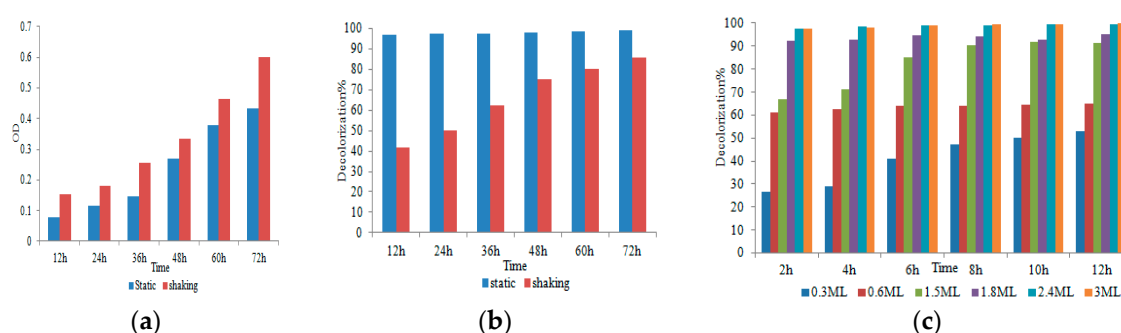 0.7
0.6
0.5
0.4
0.3
0.2
0.1
0
OD
12h 24h 36h 48h 60h 72h
Time
Static shaking
(a)
100
90
80
70
60
50
40
30
20
10
0
Decolorization%
12h 24h 36h 48h 60h 72h
Time
static shaking
(b)
100
90
80
70
60
50
40
30
20
10
0
Decolorization%
2h 4h 6h 8h 10h 12h
Time
0.3ML 0.6ML 1.5ML 1.8ML 2.4ML 3ML
(c)